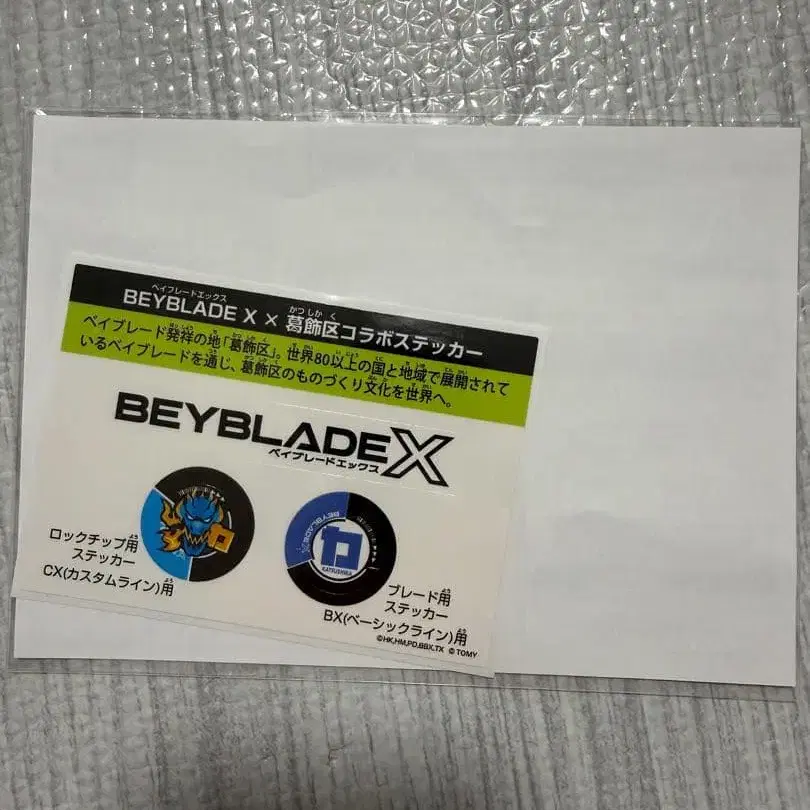 ベイブレードエックス
かつしかく
BEYBLADE X × 葛飾区コラボステッカー
ベイブレード発祥の地「葛飾区」。世界80以上の国と地域で展開されて
いるベイブレードを通じ、葛飾区のものづくり文化を世界へ。
BEYBLADE X
ベイブレードエックス
ロックチップ用
ステッカー
CX(カスタムライン)用
BEYBLADE X
KATSUSHIKA
ブレード用
ステッカー
BX(ベーシックライン)用
©HK,HM,PD,BBX,TX © TOMY